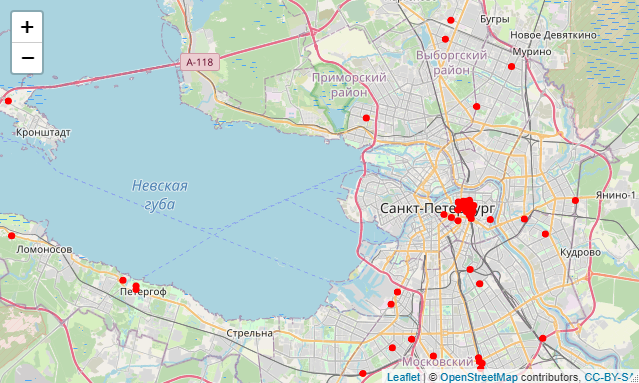 +
Бугры
Новое Девяткино
Мурино
−
А-118
Выборгский
район
Приморский
район
Кронштадт
Невская
губа
Янино-1
Санкт-Петербург
Ломоносов
Кудрово
Петергоф
Стрельна
Московский
Leaflet | © OpenStreetMap contributors, CC-BY-SA